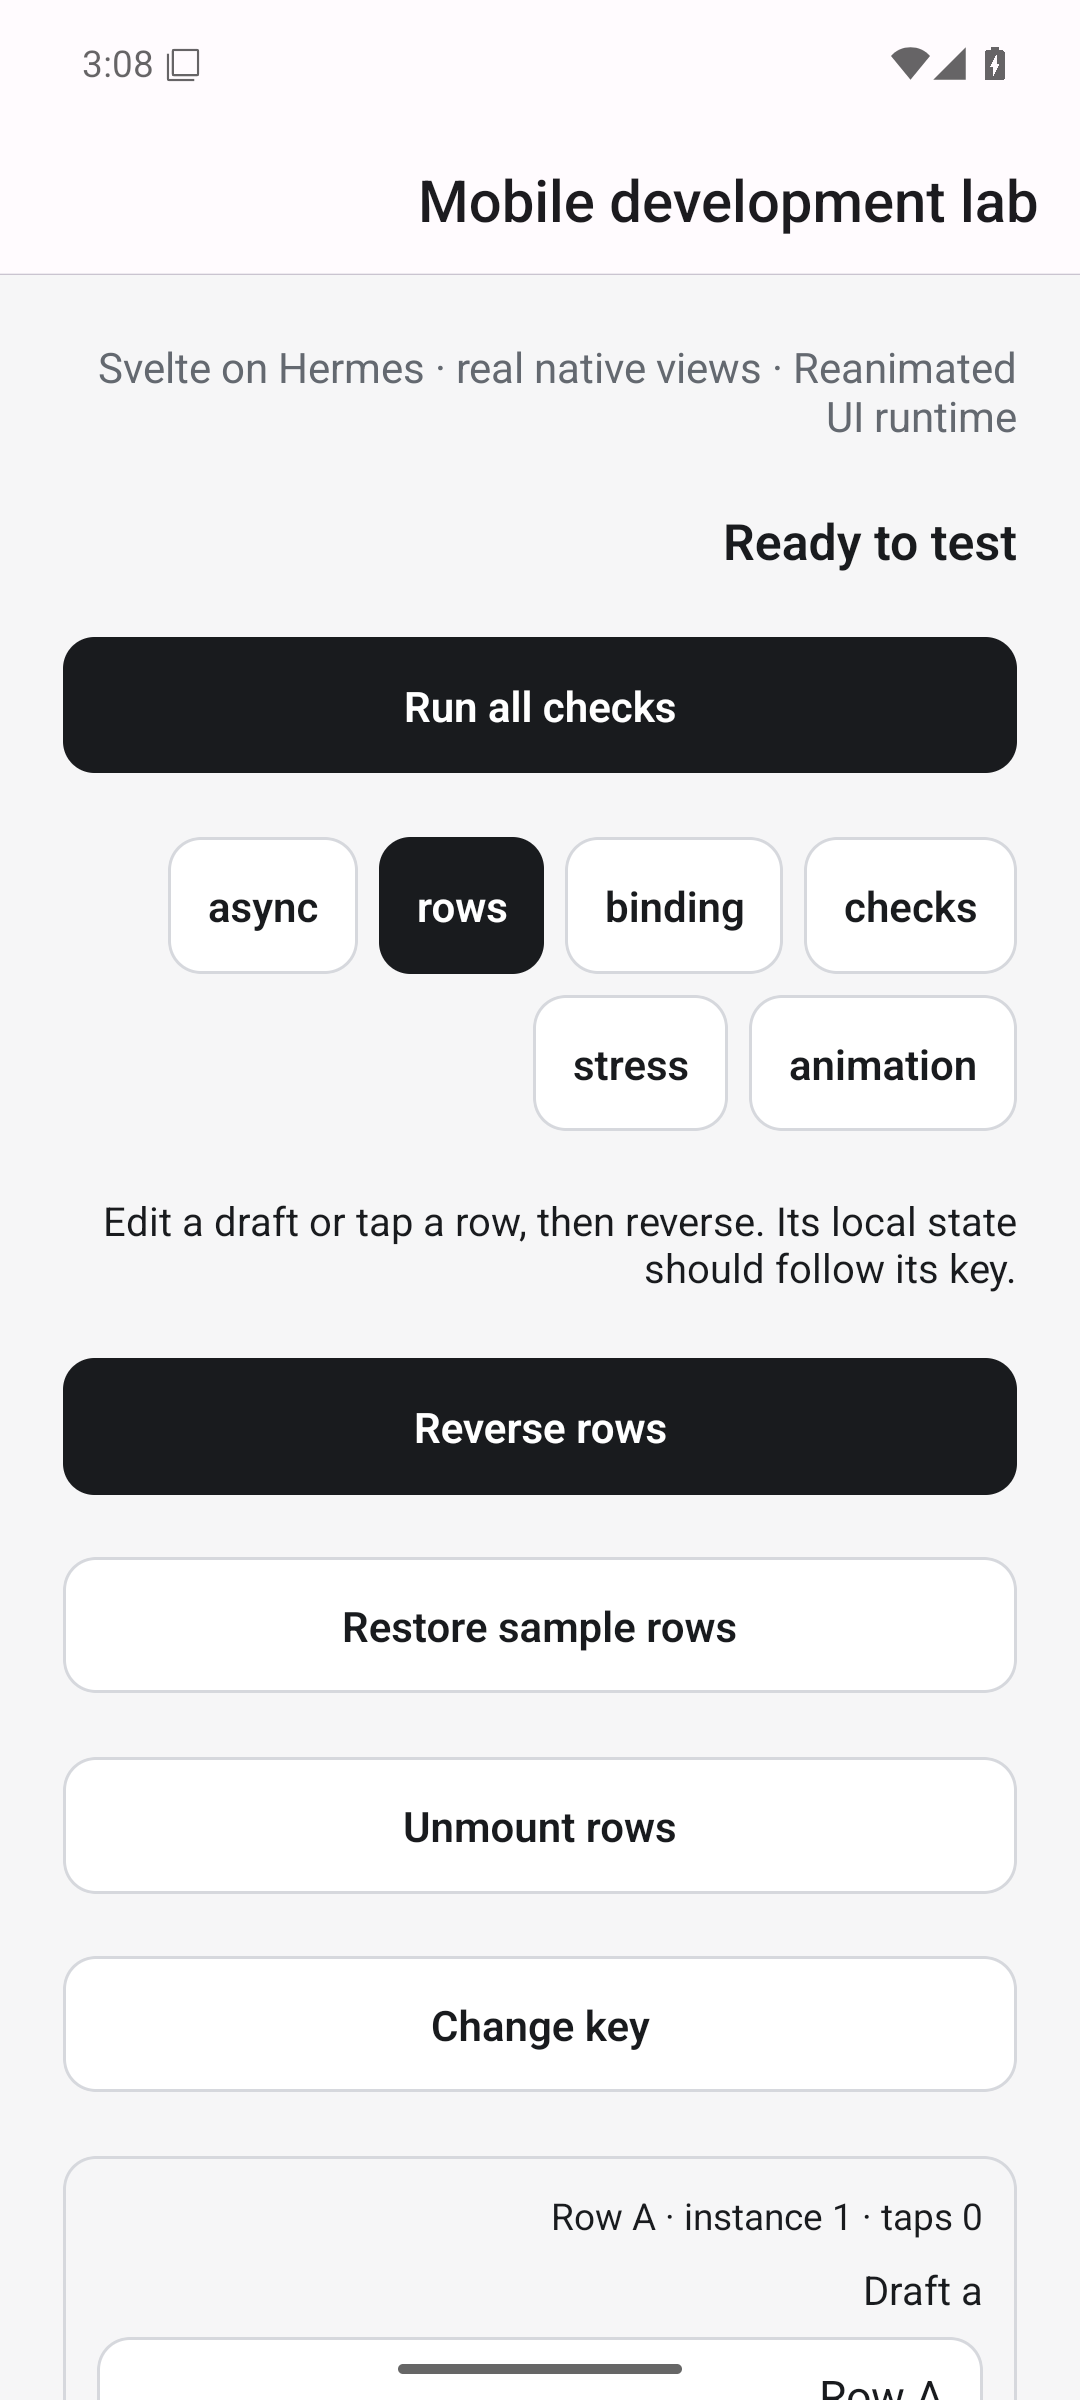 3:08
Mobile development lab
Svelte on Hermes · real native views · Reanimated
UI runtime
Ready to test
Run all checks
checks
binding
rows
async
animation
stress
Edit a draft or tap a row, then reverse. Its local state
should follow its key.
Reverse rows
Restore sample rows
Unmount rows
Change key
Row A · instance 1 · taps 0
Draft a
Row A